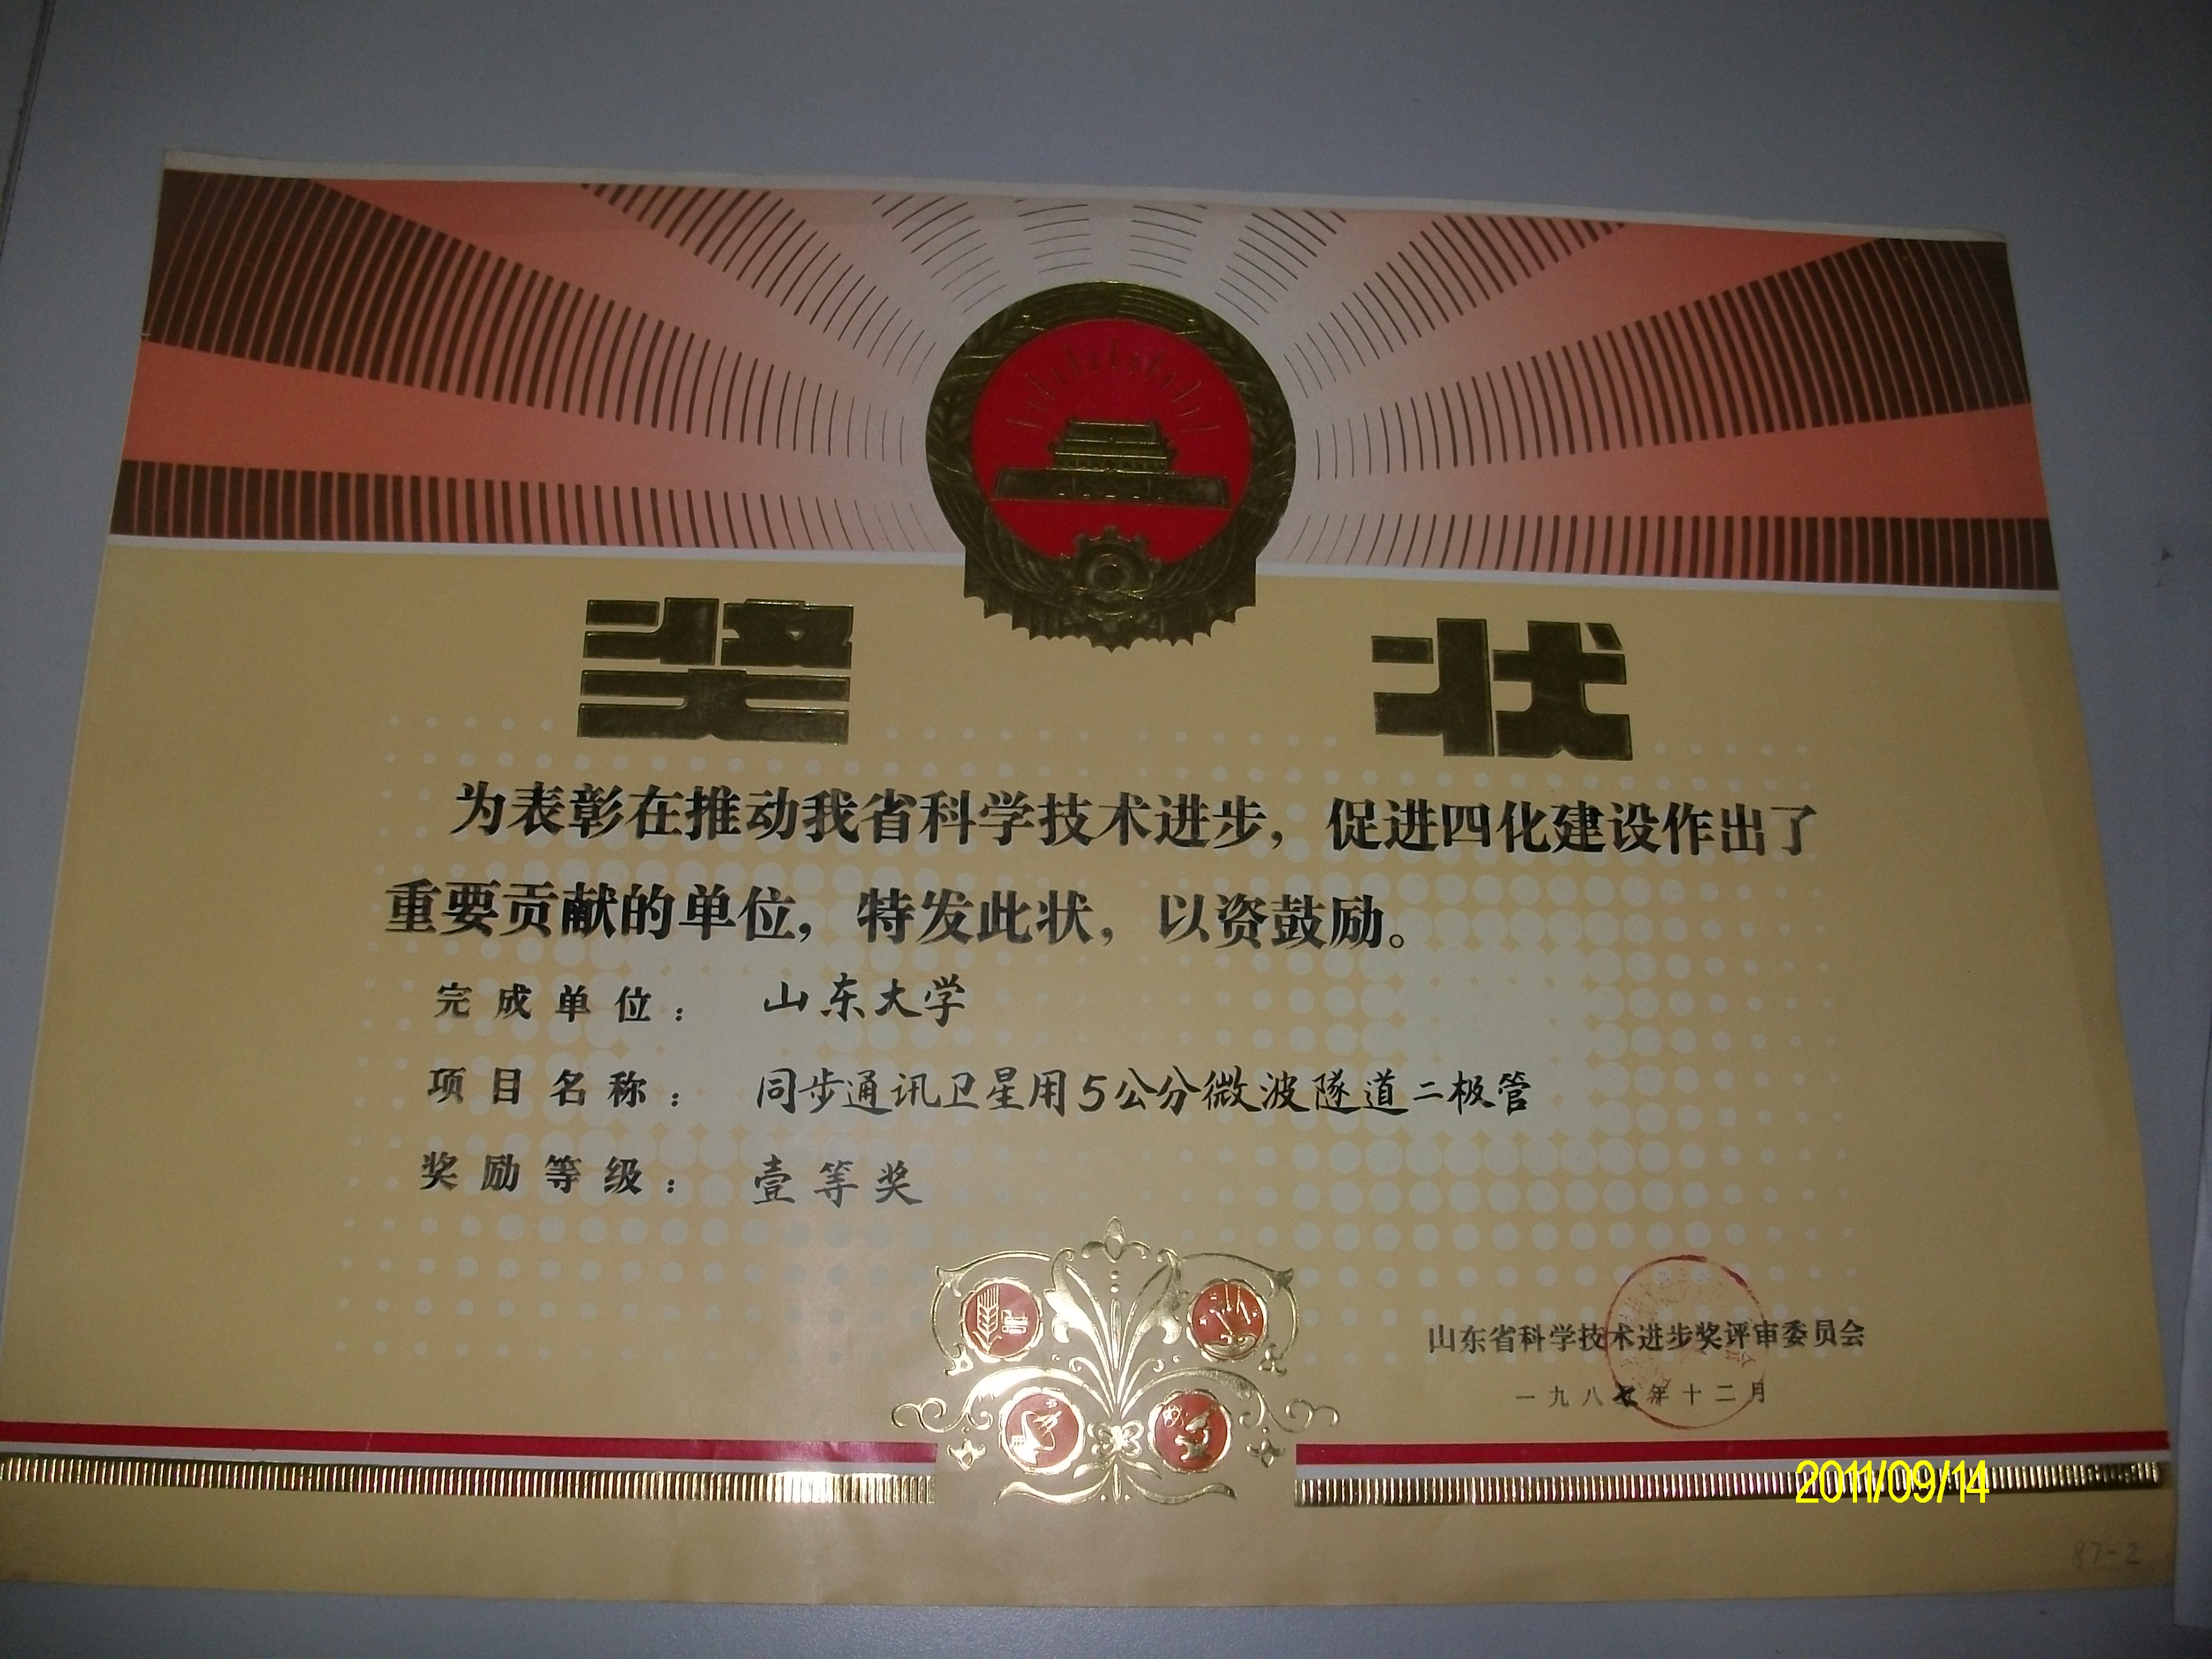 奖状
为表彰在推动我省科学技术进步，促进四化建设作出了
重要贡献的单位，特发此状，以资鼓励。
完成单位：山东大学
项目名称：同步通讯卫星用5公分微波隧道二极管
奖励等级：壹等奖
山东省科学技术进步奖评审委员会
一九八七年十二月
2011/09/14
87-2